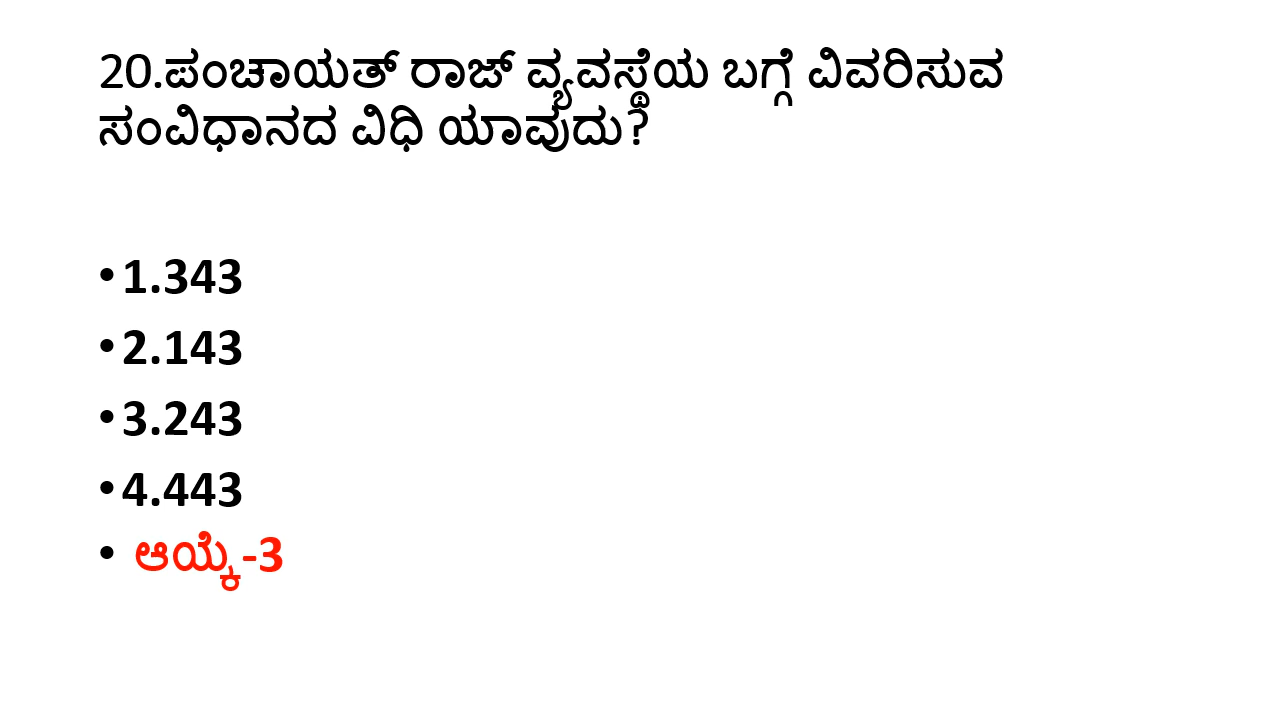 20.ಪಂಚಾಯತ್ ರಾಜ್ ವ್ಯವಸ್ಥೆಯ ಬಗ್ಗೆ ವಿವರಿಸುವ
ಸಂವಿಧಾನದ ವಿಧಿ ಯಾವುದು?
•1.343
•2.143
•3.243
•4.443
• ಆಯ್ಕೆ-3